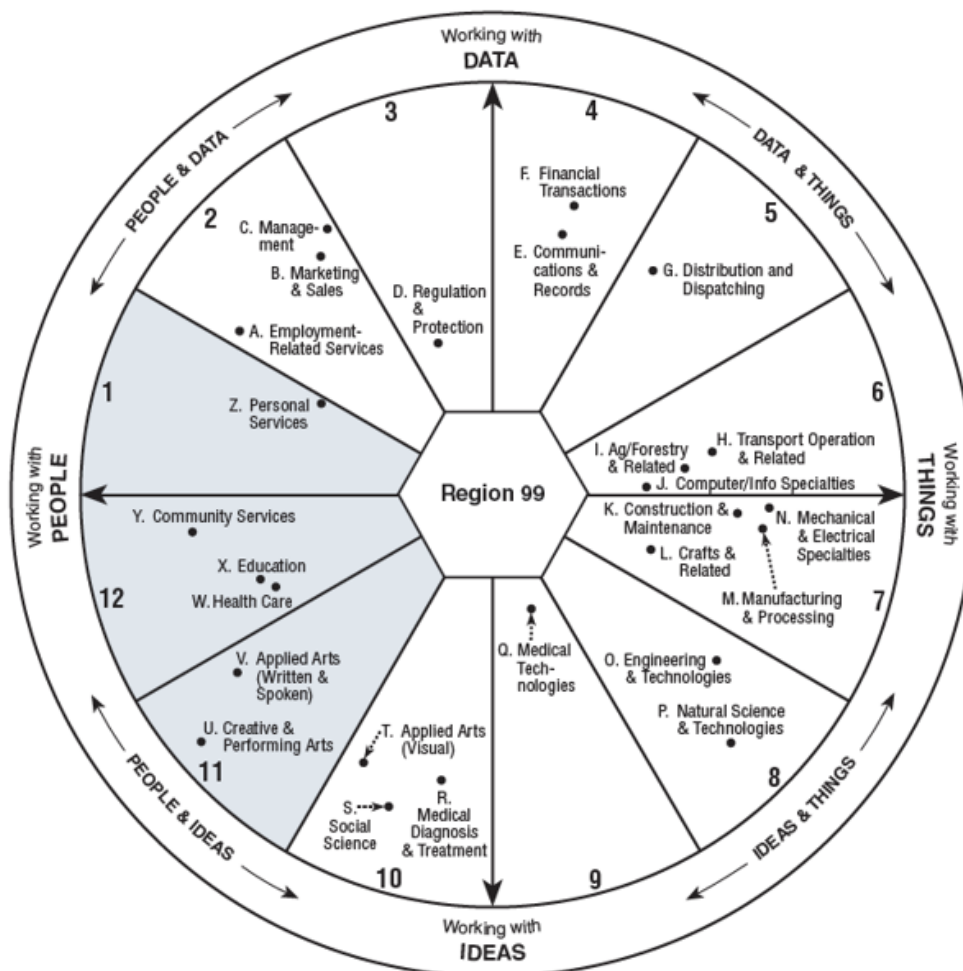 Working with
DATA
PEOPLE & DATA
DATA & THINGS
3
4
2
5
F. Financial
Transactions
C. Manage-
ment
E. Communi-
cations &
Records
B. Marketing
& Sales
G. Distribution and
Dispatching
D. Regulation
&
Protection
A. Employment-
Related Services
1
6
Z. Personal
Services
H. Transport Operation
& Related
I. Ag/Forestry
& Related
J. Computer/Info Specialties
Working with
PEOPLE
Region 99
THINGS
Working with
Y. Community Services
K. Construction &
Maintenance
N. Mechanical
& Electrical
Specialties
L. Crafts &
Related
X. Education
W. Health Care
M. Manufacturing
& Processing
12
7
V. Applied Arts
(Written &
Spoken)
Q. Medical
Tech-
nologies
O. Engineering
& Technologies
U. Creative &
Performing Arts
T. Applied Arts
(Visual)
P. Natural Science
& Technologies
11
8
S.
Social
Science
R.
Medical
Diagnosis
& Treatment
10
9
PEOPLE & IDEAS
IDEAS & THINGS
Working with
IDEAS